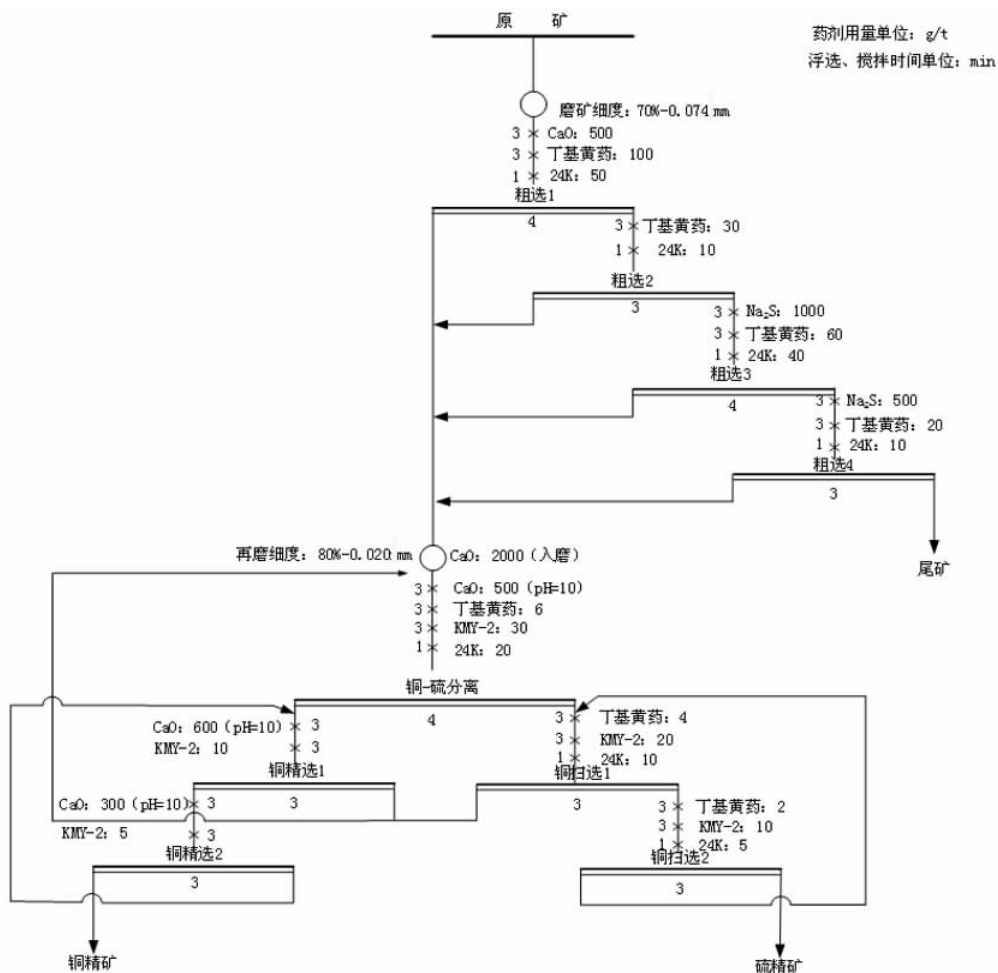 原 矿
药剂用量单位: g/t
浮选、搅拌时间单位: min
磨矿细度: 70%-0.074mm
3 CaO: 500
3 丁基黄药: 100
1 24K: 50
粗选1
4
3 丁基黄药: 30
1 24K: 10
粗选2
3
3 Na₂S: 1000
3 丁基黄药: 60
1 24K: 40
粗选3
4
3 Na₂S: 500
3 丁基黄药: 20
1 24K: 10
粗选4
3
尾矿
再磨细度: 80%-0.020mm
CaO: 2000(入磨)
3 CaO: 500(pH=10)
3 丁基黄药: 6
3 KMY-2: 30
1 24K: 20
铜-硫分离
4
CaO: 600(pH=10) 3
KMY-2: 10 3
铜精选1
3
3 丁基黄药: 4
3 KMY-2: 20
1 24K: 10
铜扫选1
3
CaO: 300(pH=10) 3
KMY-2: 5 3
铜精选2
3
3 丁基黄药: 2
3 KMY-2: 10
1 24K: 5
铜扫选2
3
铜精矿
硫精矿